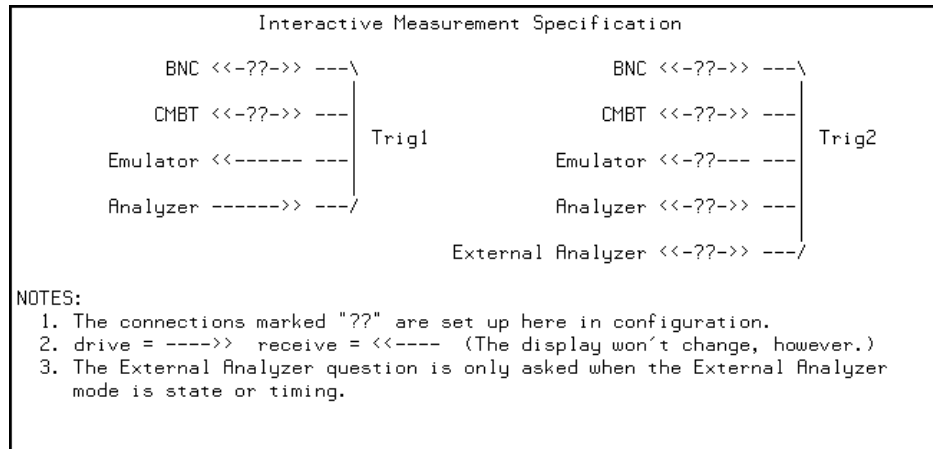 Interactive Measurement Specification
BNC <<-??->> ---\                    BNC <<-??->> ---\
CMBT <<-??->> ---|                   CMBT <<-??->> ---|
Trig1                                Trig2
Emulator <<------ ---|               Emulator <<-??--- ---|
Analyzer ------>> ---/               Analyzer <<-??->> ---|
External Analyzer <<-??->> ---/
NOTES:
1. The connections marked "??" are set up here in configuration.
2. drive = ---->>  receive = <<----  (The display won't change, however.)
3. The External Analyzer question is only asked when the External Analyzer
mode is state or timing.